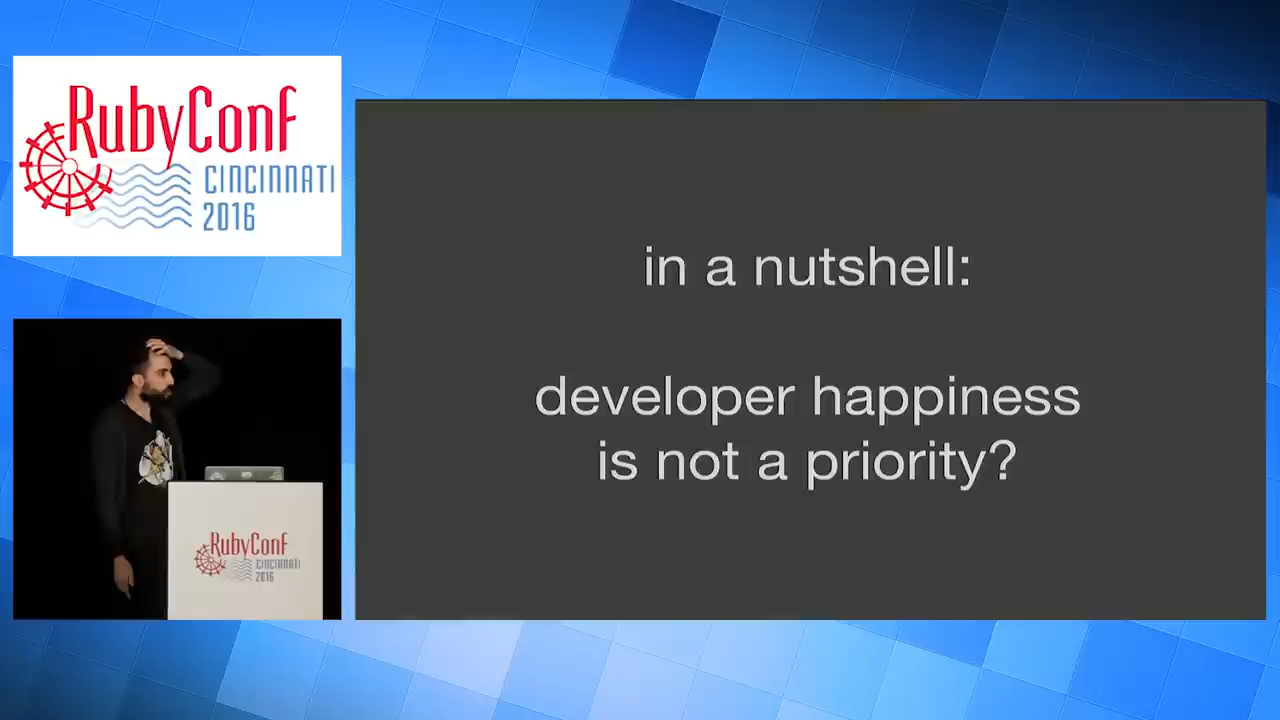 RubyConf
CINCINNATI
2016
in a nutshell:
developer happiness
is not a priority?
RubyConf
CINCINNATI
2016